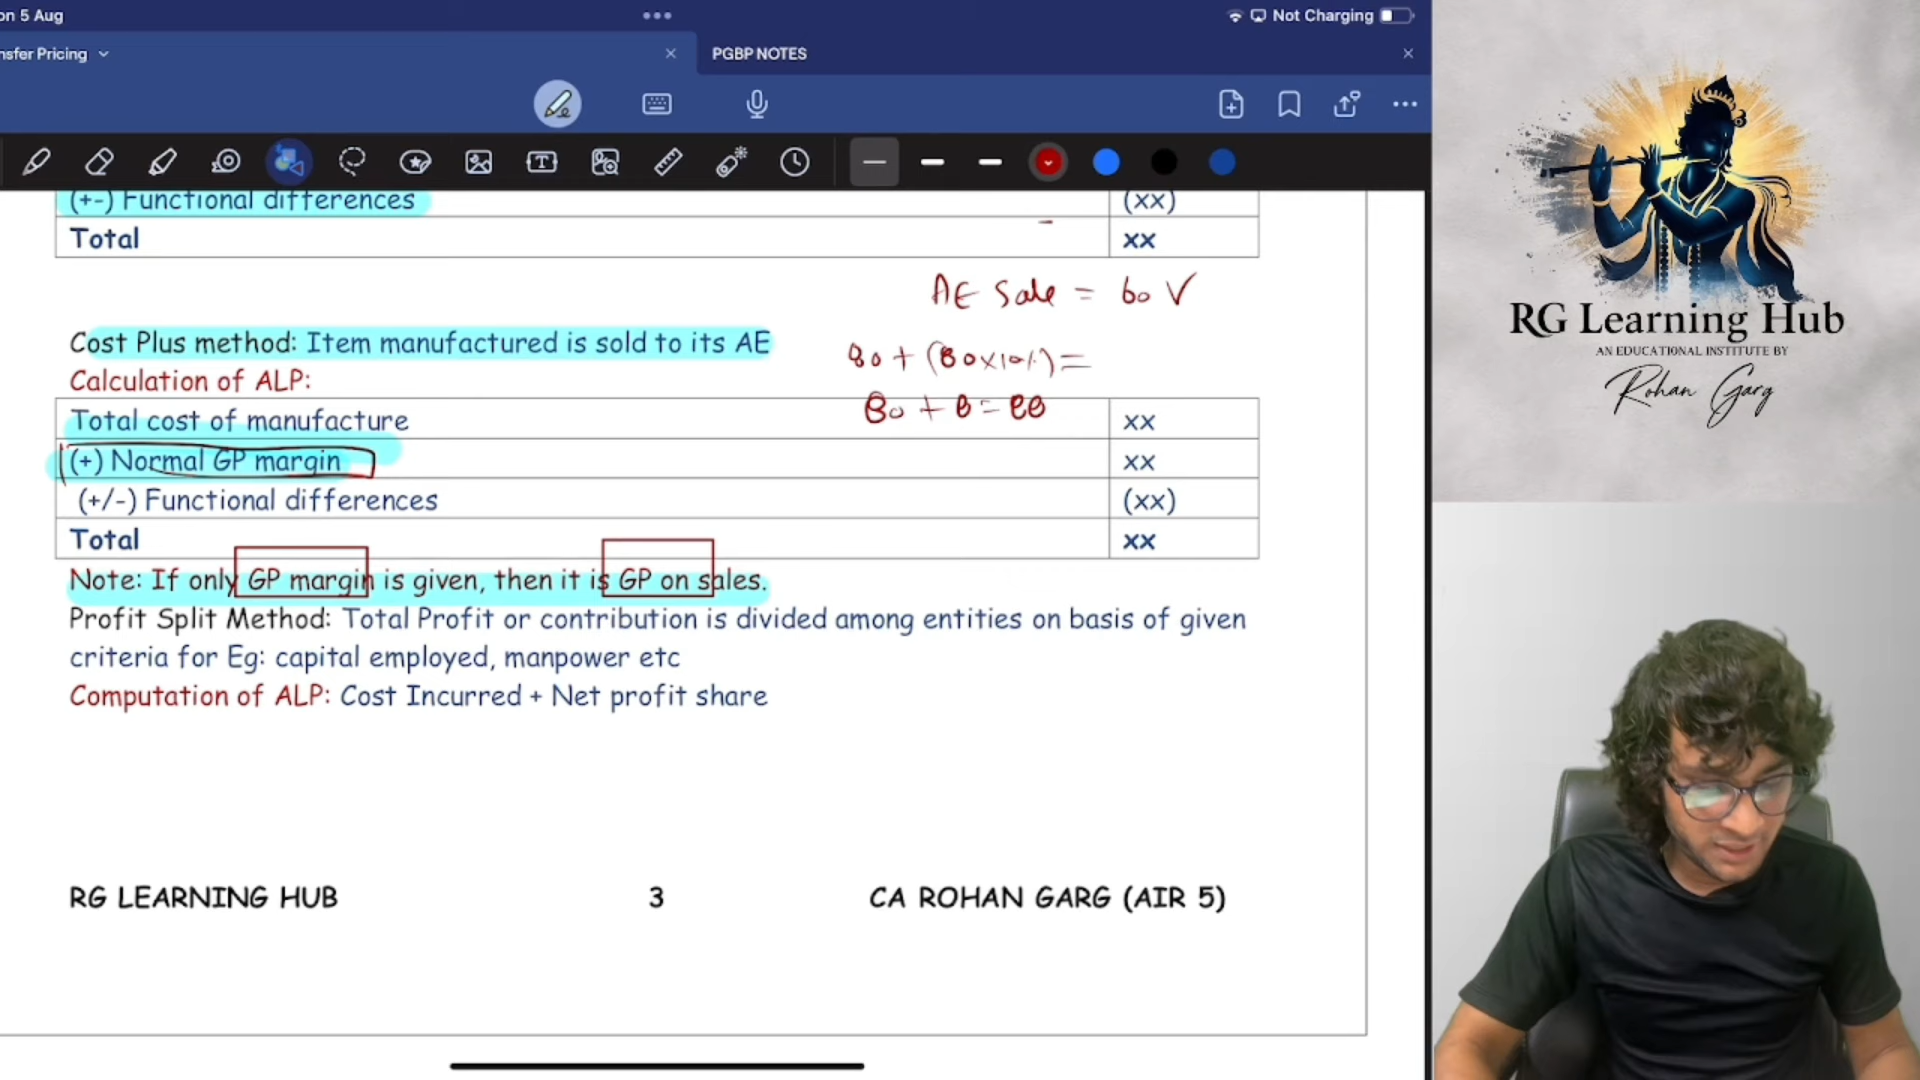 on 5 Aug
Not Charging
nsfer Pricing
PGBP NOTES
(+-) Functional differences (xx)
Total xx
AE Sale = 60 ✓
80 + (80x10%) =
80 + 8 = 88
Cost Plus method: Item manufactured is sold to its AE
Calculation of ALP:
Total cost of manufacture xx
(+) Normal GP margin xx
(+/-) Functional differences (xx)
Total xx
Note: If only GP margin is given, then it is GP on sales.
Profit Split Method: Total Profit or contribution is divided among entities on basis of given
criteria for Eg: capital employed, manpower etc
Computation of ALP: Cost Incurred + Net profit share
RG LEARNING HUB 3 CA ROHAN GARG (AIR 5)
RG Learning Hub
AN EDUCATIONAL INSTITUTE BY
Rohan Garg